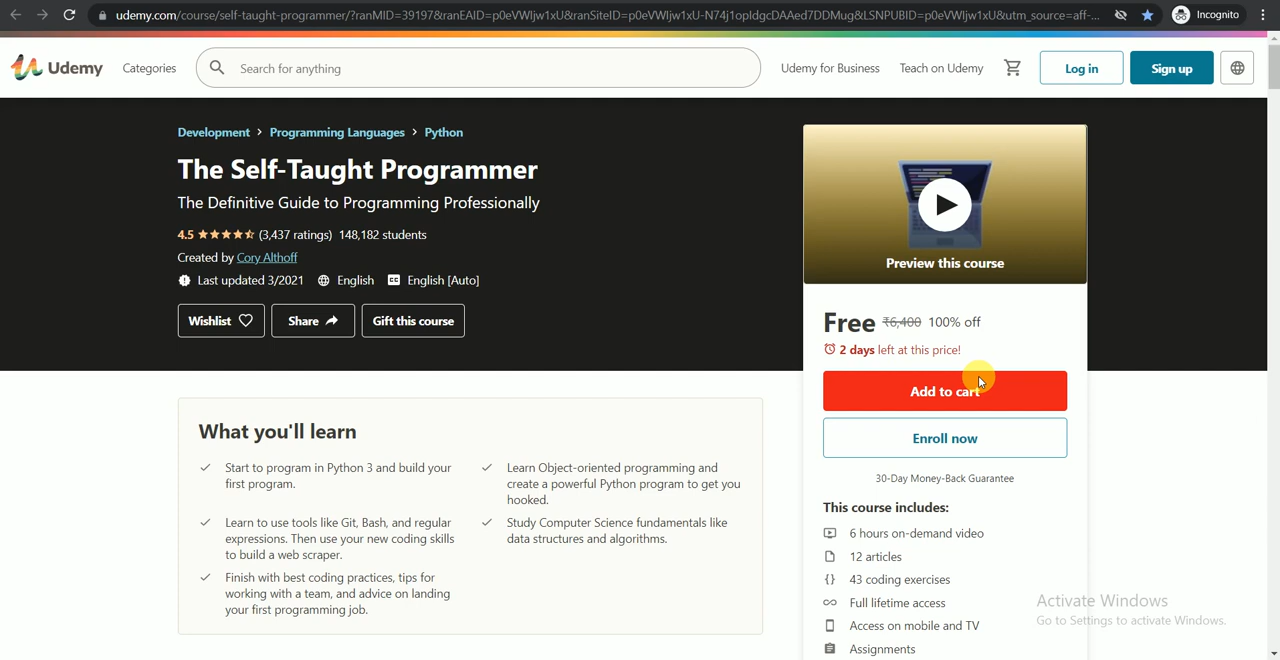 udemy.com/course/self-taught-programmer/?ranMID=39197&ranEAID=p0eVWljw1xU&ranSiteID=p0eVWljw1xU-N74j1opIdgcDAAed7DDMug&LSNPUBID=p0eVWljw1xU&utm_source=aff-...
Incognito
Udemy
Categories
Search for anything
Udemy for Business
Teach on Udemy
Log in
Sign up
Development > Programming Languages > Python
The Self-Taught Programmer
The Definitive Guide to Programming Professionally
4.5 (3,437 ratings) 148,182 students
Created by Cory Althoff
Last updated 3/2021 English English [Auto]
Wishlist
Share
Gift this course
Preview this course
Free ₹6,400 100% off
2 days left at this price!
Add to cart
Enroll now
30-Day Money-Back Guarantee
This course includes:
6 hours on-demand video
12 articles
43 coding exercises
Full lifetime access
Access on mobile and TV
Assignments
What you'll learn
Start to program in Python 3 and build your
first program.
Learn Object-oriented programming and
create a powerful Python program to get you
hooked.
Learn to use tools like Git, Bash, and regular
expressions. Then use your new coding skills
to build a web scraper.
Study Computer Science fundamentals like
data structures and algorithms.
Finish with best coding practices, tips for
working with a team, and advice on landing
your first programming job.
Activate Windows
Go to Settings to activate Windows.